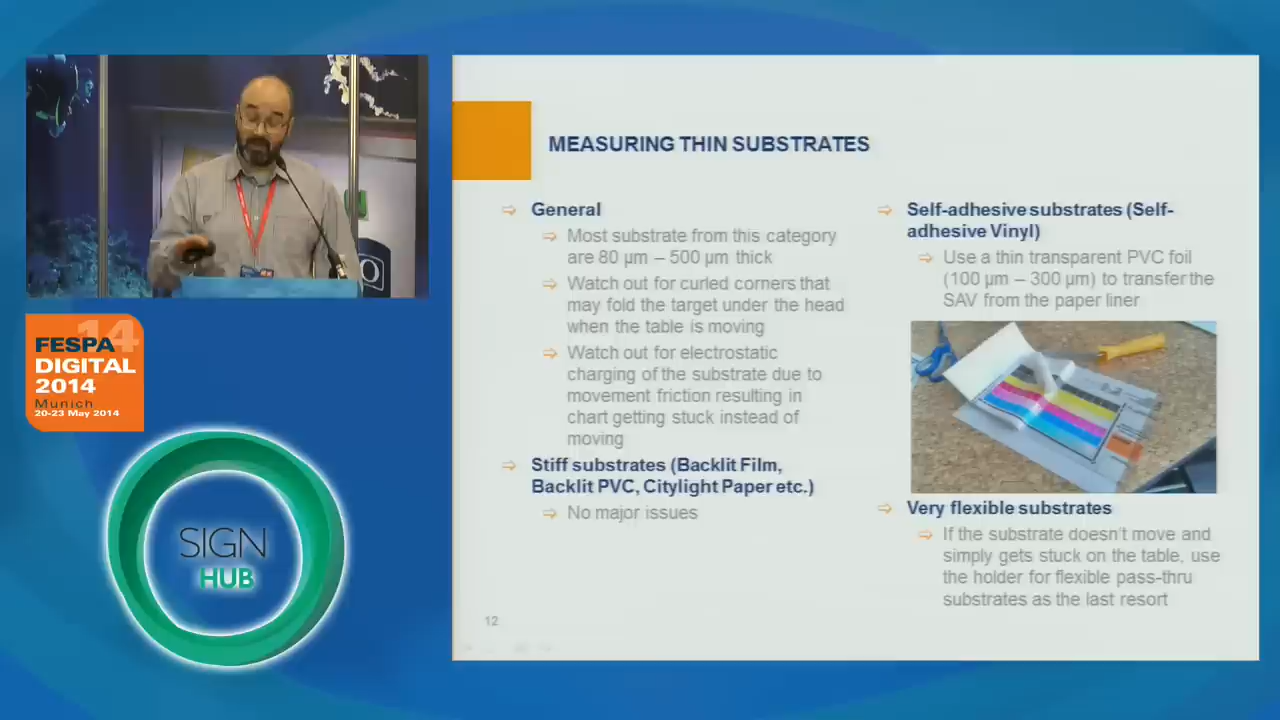 MEASURING THIN SUBSTRATES
⇨ General
⇨ Most substrate from this category
are 80 µm – 500 µm thick
⇨ Watch out for curled corners that
may fold the target under the head
when the table is moving
⇨ Watch out for electrostatic
charging of the substrate due to
movement friction resulting in
chart getting stuck instead of
moving
⇨ Stiff substrates (Backlit Film,
Backlit PVC, Citylight Paper etc.)
⇨ No major issues
⇨ Self-adhesive substrates (Self-
adhesive Vinyl)
⇨ Use a thin transparent PVC foil
(100 µm – 300 µm) to transfer the
SAV from the paper liner
⇨ Very flexible substrates
⇨ If the substrate doesn't move and
simply gets stuck on the table, use
the holder for flexible pass-thru
substrates as the last resort
12
14
FESPA
DIGITAL
2014
Munich
20-23 May 2014
SIGN
HUB